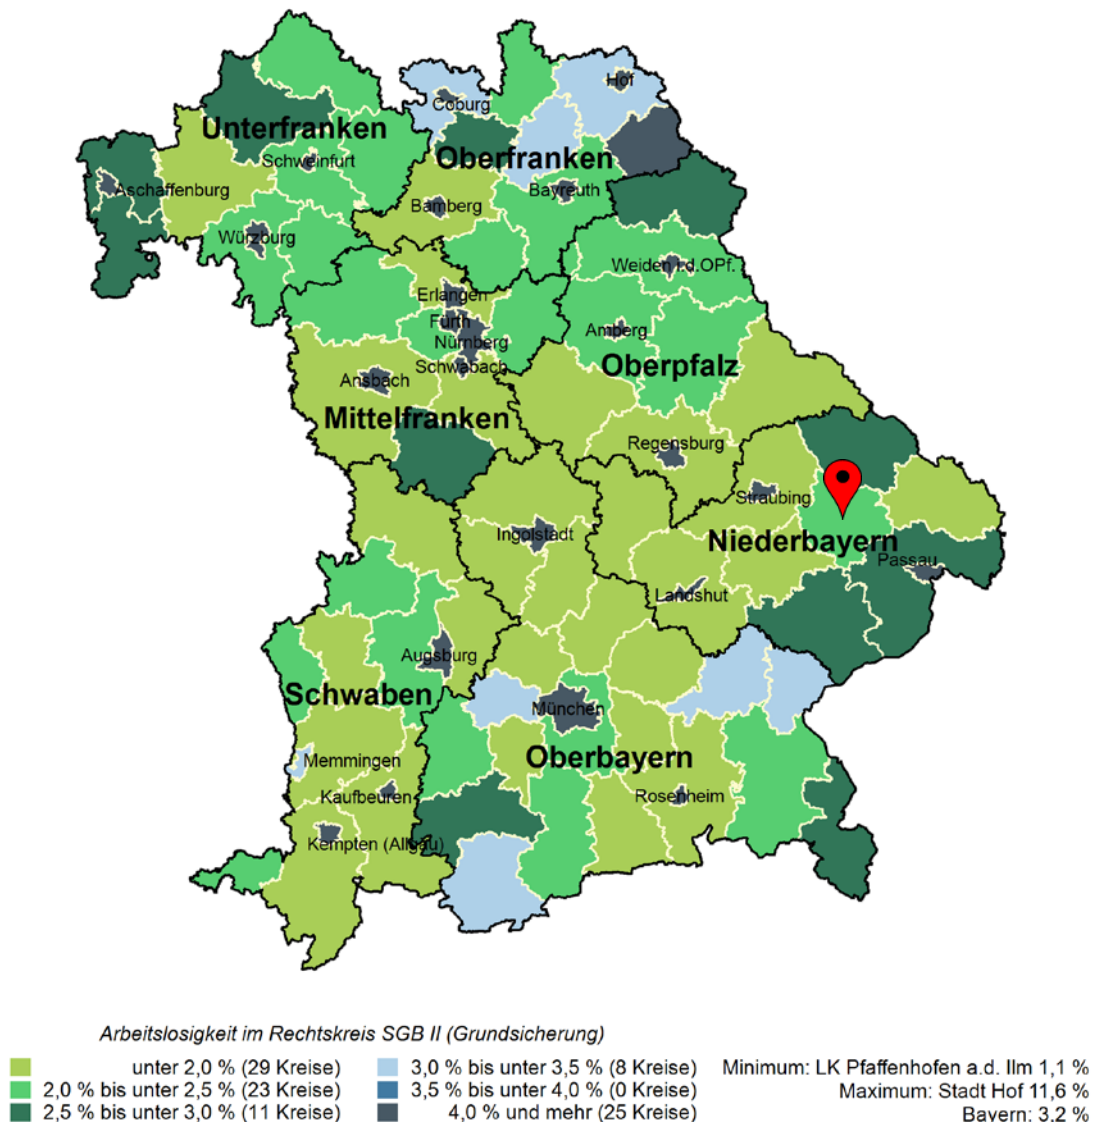 Unterfranken
Oberfranken
Hof
Coburg
Schweinfurt
Aschaffenburg
Bayreuth
Bamberg
Würzburg
Weiden i.d.OPf.
Erlangen
Fürth
Nürnberg
Amberg
Schwabach
Oberpfalz
Ansbach
Mittelfranken
Regensburg
Straubing
Ingolstadt
Niederbayern
Passau
Landshut
Augsburg
Schwaben
München
Oberbayern
Memmingen
Kaufbeuren
Rosenheim
Kempten (Allgäu)
Arbeitslosigkeit im Rechtskreis SGB II (Grundsicherung)
unter 2,0 % (29 Kreise)
2,0 % bis unter 2,5 % (23 Kreise)
2,5 % bis unter 3,0 % (11 Kreise)
3,0 % bis unter 3,5 % (8 Kreise)
3,5 % bis unter 4,0 % (0 Kreise)
4,0 % und mehr (25 Kreise)
Minimum: LK Pfaffenhofen a.d. Ilm 1,1 %
Maximum: Stadt Hof 11,6 %
Bayern: 3,2 %